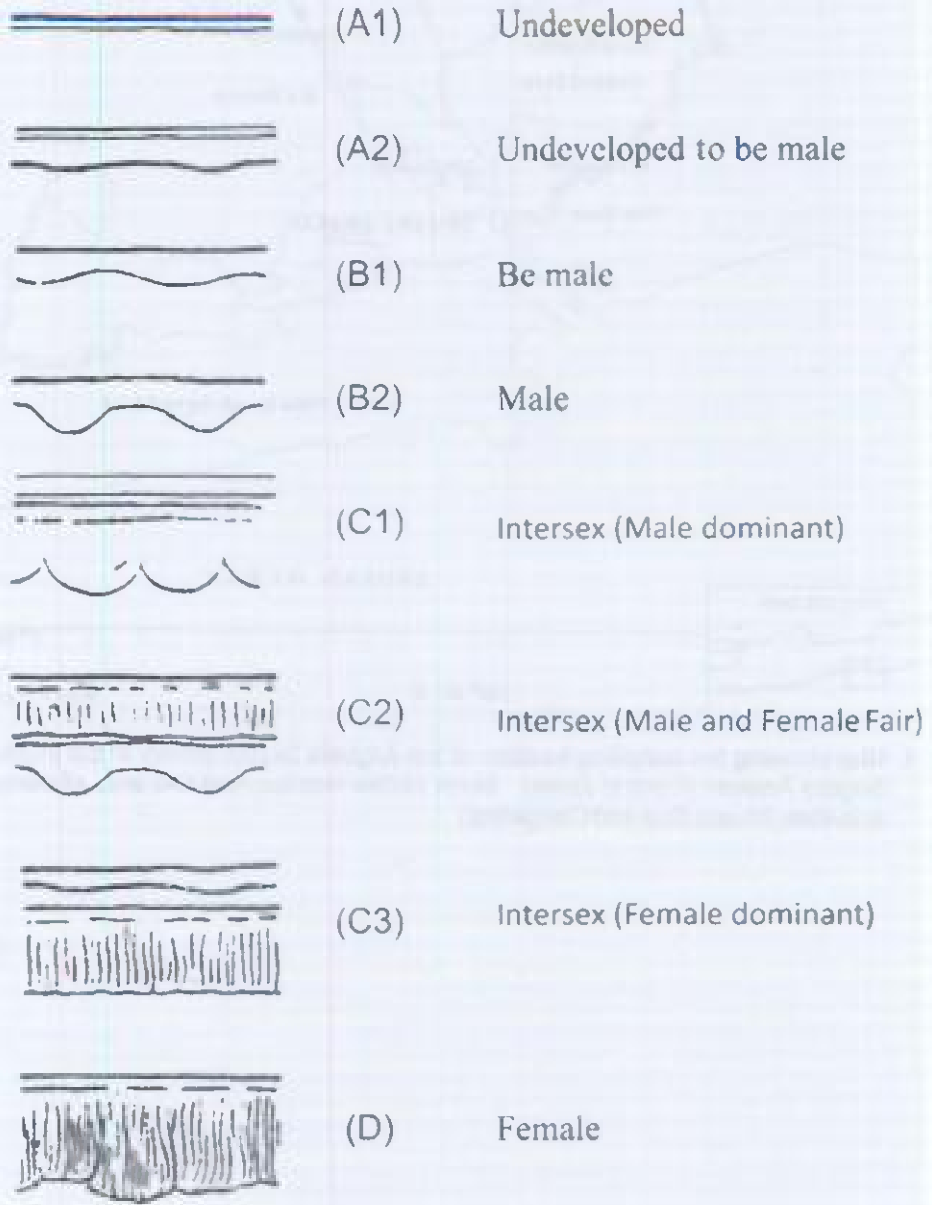 (A1) Undeveloped
(A2) Undeveloped to be male
(B1) Be male
(B2) Male
(C1) Intersex (Male dominant)
(C2) Intersex (Male and Female Fair)
(C3) Intersex (Female dominant)
(D) Female